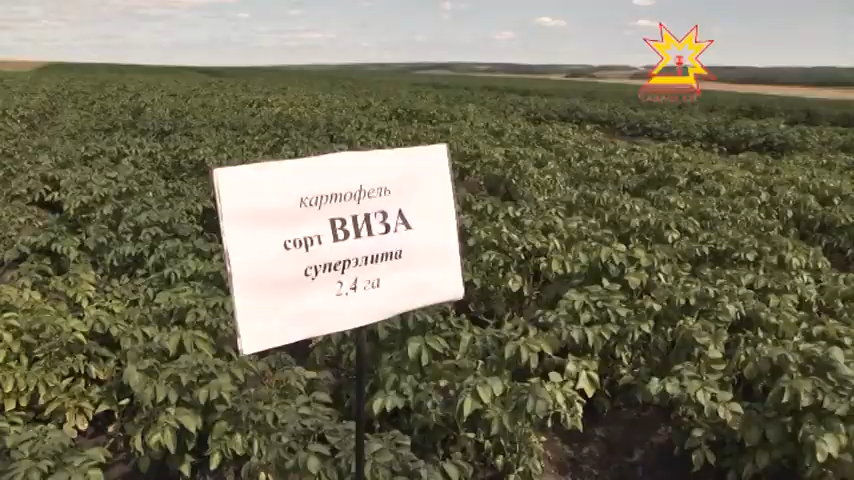 картофель
сорт ВИЗА
суперэлита
2,4 га